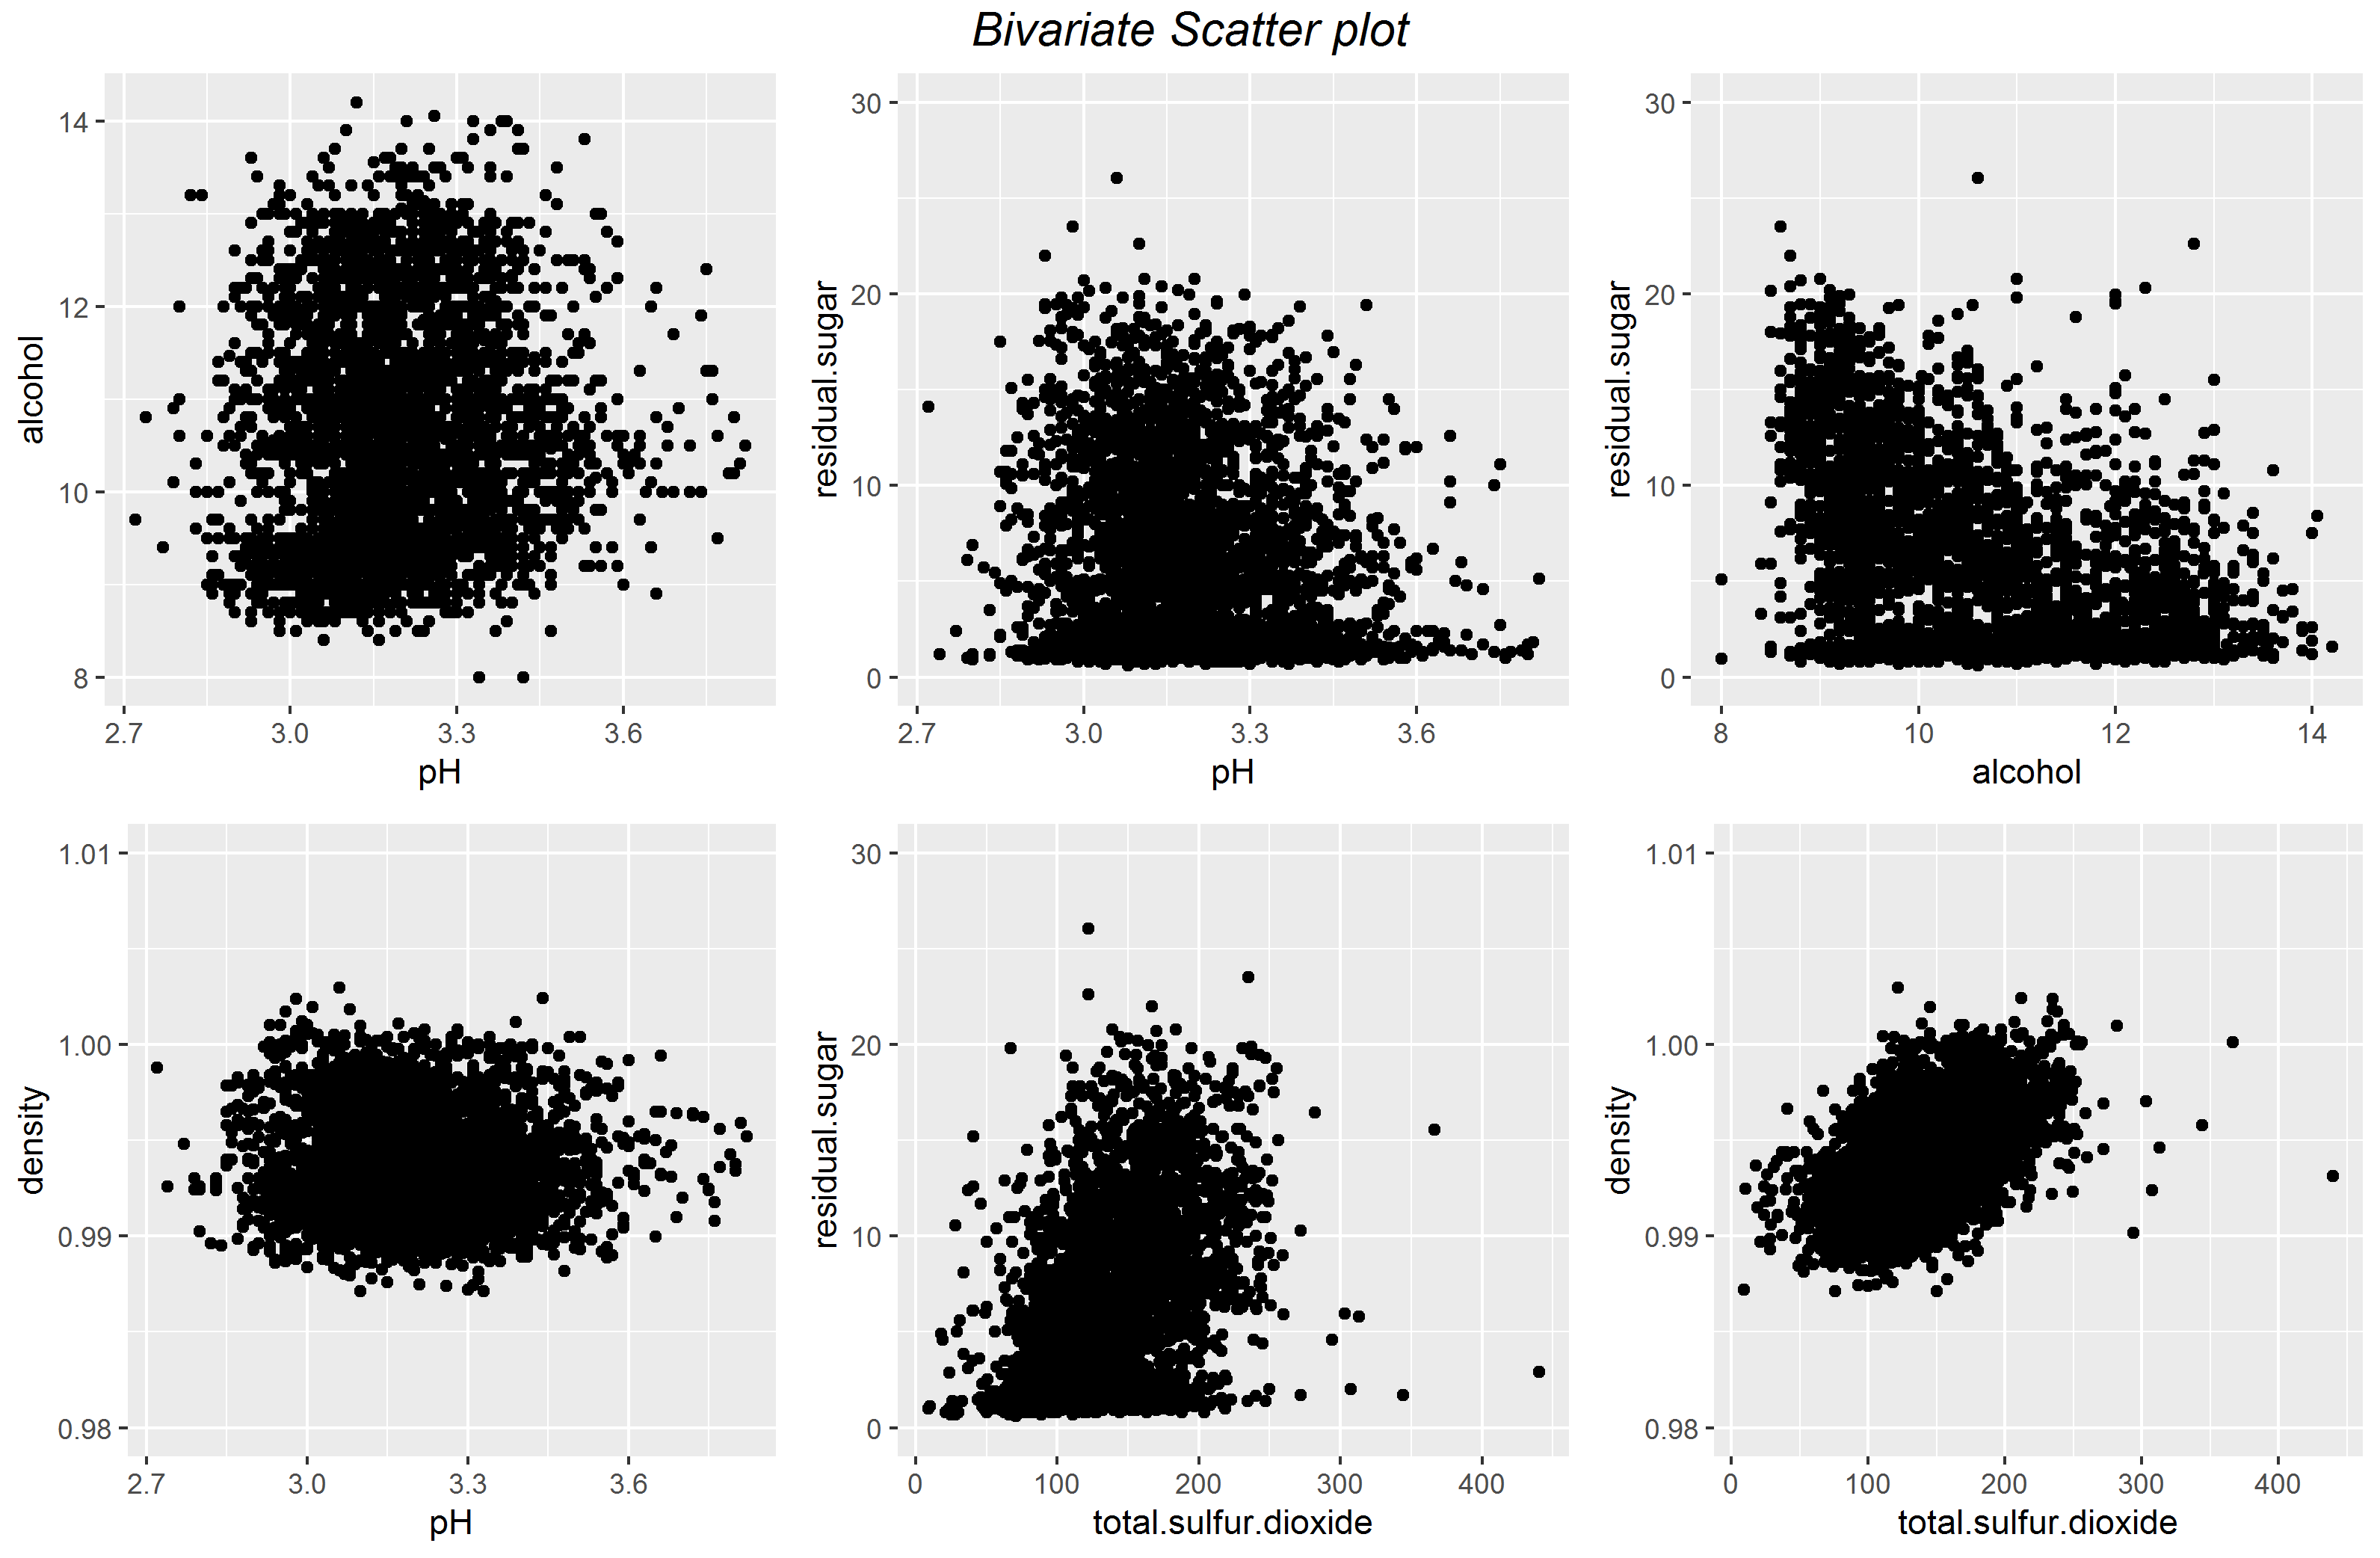 Bivariate Scatter plot
14
12
10
8
alcohol
2.7 3.0 3.3 3.6
pH
30
20
10
0
residual.sugar
2.7 3.0 3.3 3.6
pH
30
20
10
0
residual.sugar
8 10 12 14
alcohol
1.01
1.00
0.99
0.98
density
2.7 3.0 3.3 3.6
pH
30
20
10
0
residual.sugar
0 100 200 300 400
total.sulfur.dioxide
1.01
1.00
0.99
0.98
density
0 100 200 300 400
total.sulfur.dioxide